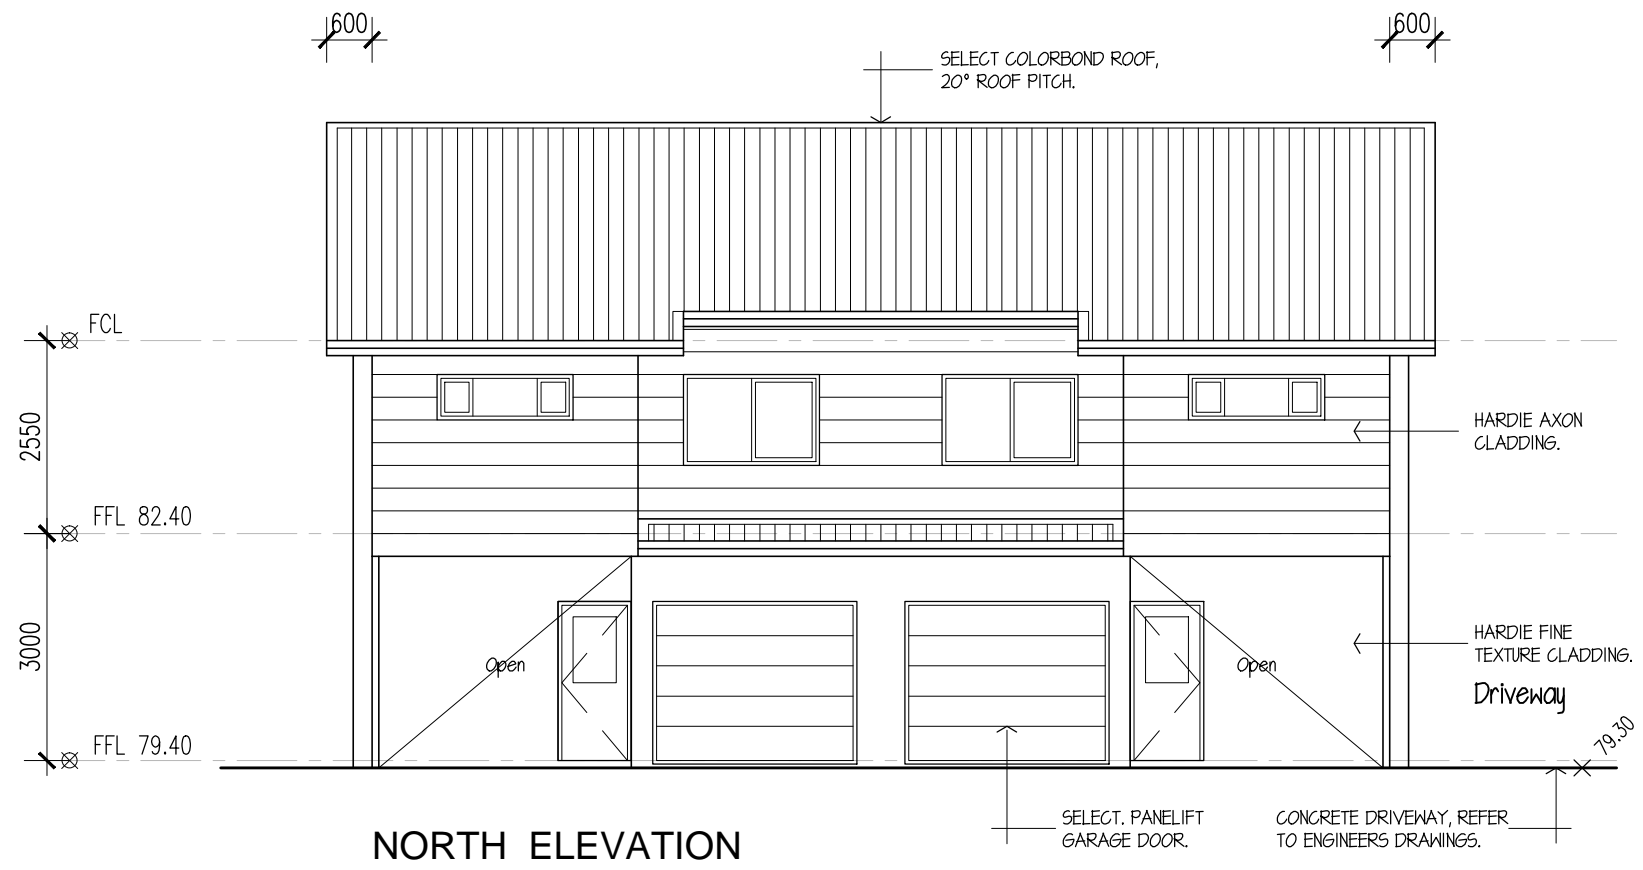 600
600
SELECT COLORBOND ROOF,
20° ROOF PITCH.
FCL
2550
HARDIE AXON
CLADDING.
FFL 82.40
3000
Open
Open
HARDIE FINE
TEXTURE CLADDING.
Driveway
FFL 79.40
79.30
SELECT. PANELIFT
GARAGE DOOR.
CONCRETE DRIVEWAY, REFER
TO ENGINEERS DRAWINGS.
NORTH ELEVATION